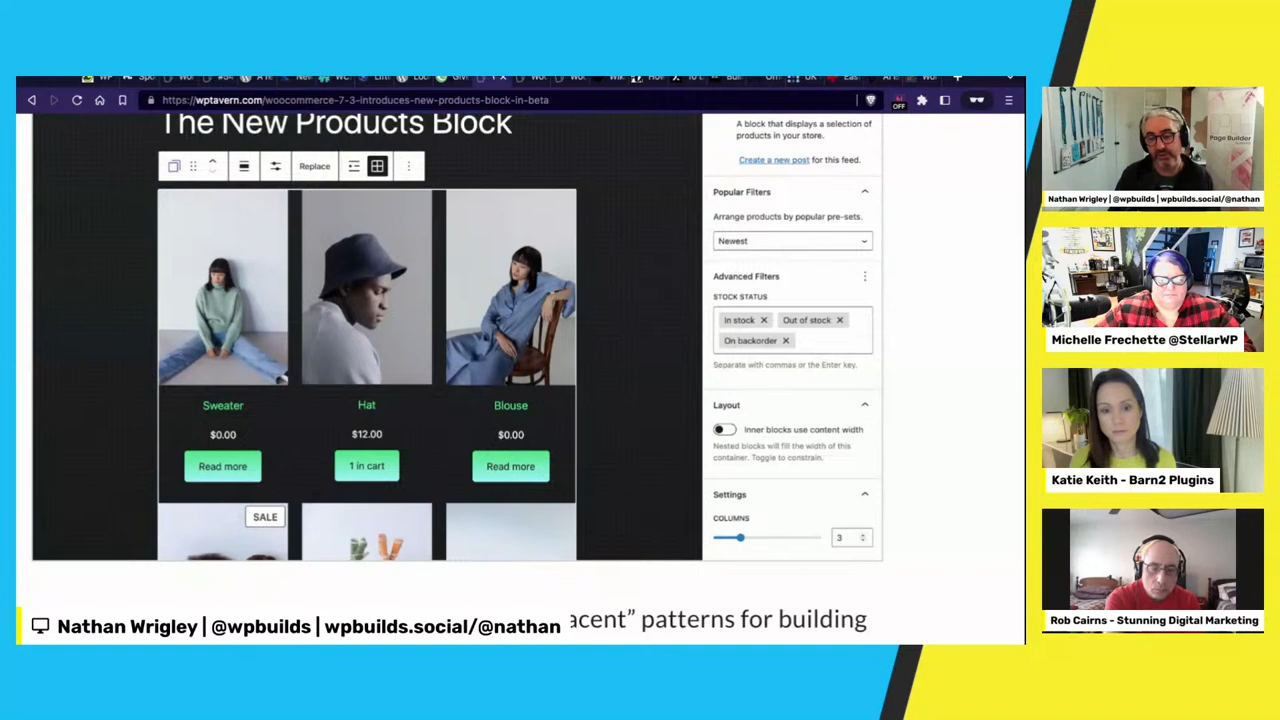 https://wptavern.com/woocommerce-7-3-introduces-new-products-block-in-beta
OFF
The New Products Block
Replace
A block that displays a selection of
products in your store.
Create a new post for this feed.
Popular Filters
Arrange products by popular pre-sets.
Newest
Advanced Filters
STOCK STATUS
In stock
Out of stock
On backorder
Separate with commas or the Enter key.
Layout
Inner blocks use content width
Nested blocks will fill the width of this
container. Toggle to constrain.
Settings
COLUMNS
3
Sweater
Hat
Blouse
$0.00
$12.00
$0.00
Read more
1 in cart
Read more
SALE
acent” patterns for building
Nathan Wrigley | @wpbuilds | wpbuilds.social/@nathan
Page Builder
Nathan Wrigley | @wpbuilds | wpbuilds.social/@nathan
Michelle Frechette @StellarWP
Katie Keith - Barn2 Plugins
Rob Cairns - Stunning Digital Marketing